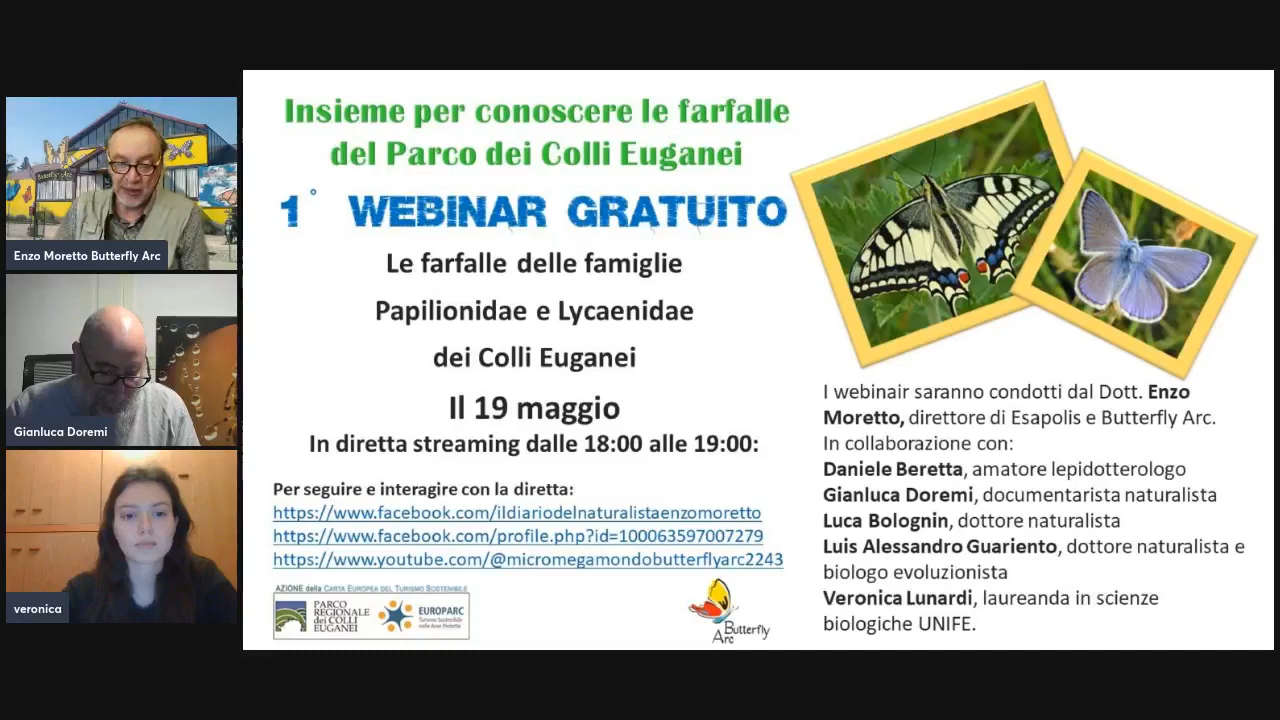 Insieme per conoscere le farfalle
del Parco dei Colli Euganei
1° WEBINAR GRATUITO
Le farfalle delle famiglie
Papilionidae e Lycaenidae
dei Colli Euganei
Il 19 maggio
In diretta streaming dalle 18:00 alle 19:00:
Per seguire e interagire con la diretta:
https://www.facebook.com/ildiariodelnaturalistaenzomoretto
https://www.facebook.com/profile.php?id=100063597007279
https://www.youtube.com/@micromegamondobutterflyarc2243
AZIONE della CARTA EUROPEA DEL TURISMO SOSTENIBILE
PARCO
REGIONALE
dei COLLI
EUGANEI
EUROPARC
Butterfly
Arc
I webinair saranno condotti dal Dott. Enzo
Moretto, direttore di Esapolis e Butterfly Arc.
In collaborazione con:
Daniele Beretta, amatore lepidotterologo
Gianluca Doremi, documentarista naturalista
Luca Bolognin, dottore naturalista
Luis Alessandro Guariento, dottore naturalista e
biologo evoluzionista
Veronica Lunardi, laureanda in scienze
biologiche UNIFE.
Enzo Moretto Butterfly Arc
Gianluca Doremi
veronica